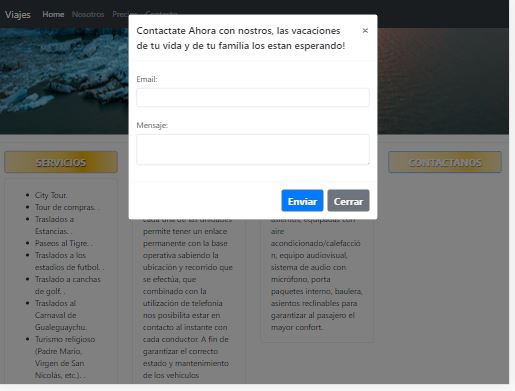 Viajes Home Nosotros Precios Contacto
Contactate Ahora con nostros, las vacaciones
de tu vida y de tu familia los estan esperando!
×
Email:
Mensaje:
Enviar Cerrar
SERVICIOS
City Tour.
Tour de compras. .
Traslados a
Estancias. .
Paseos al Tigre. .
Traslados a los
estadios de futbol. .
Traslado a canchas
de golf. .
Traslados al
Carnaval de
Gualeguaychu.
Turismo religioso
(Padre Mario,
Virgen de San
Nicolás, etc.). .
cada una de las unidades
permite tener un enlace
permanente con la base
operativa sabiendo la
ubicación y recorrido que
se efectúa, que
combinado con la
utilización de telefonía
nos posibilita estar en
contacto al instante con
cada conductor. A fin de
garantizar el correcto
estado y mantenimiento
de los vehículos
asientos, equipadas con
aire
acondicionado/calefacció
n, equipo audiovisual,
sistema de audio con
micrófono, porta
paquetes interno, baulera,
asientos reclinables para
garantizar al pasajero el
mayor confort.
CONTACTANOS